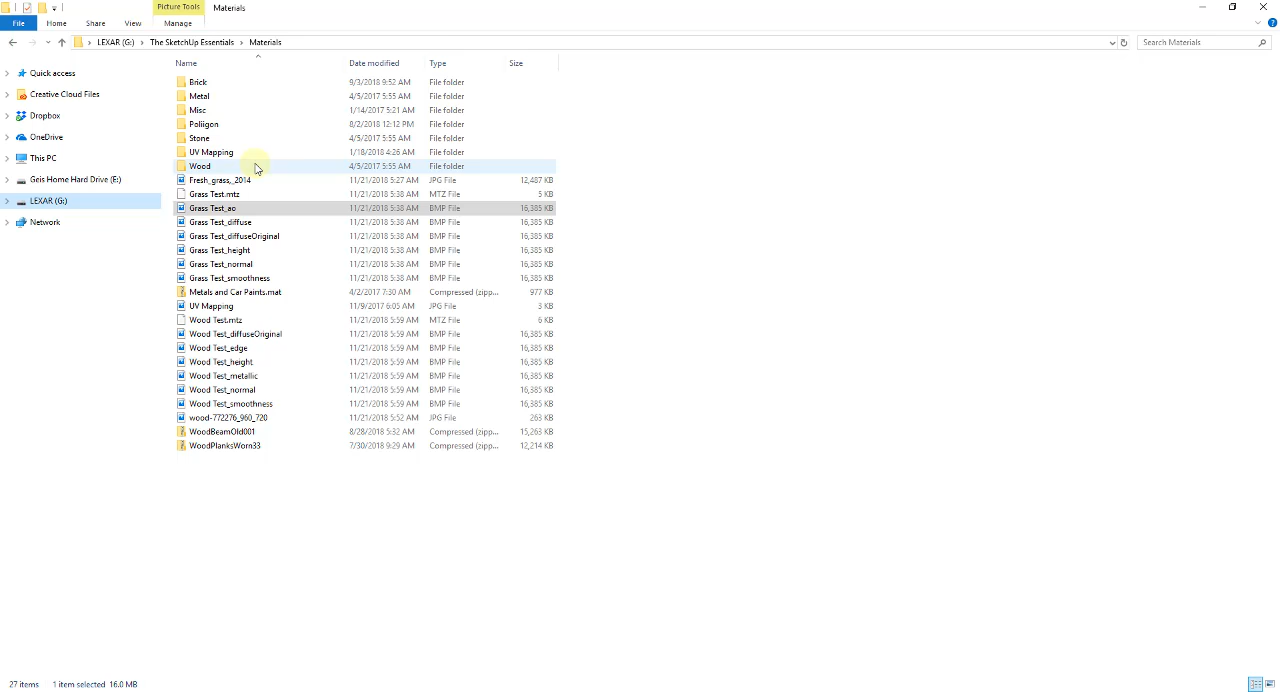 Picture Tools Materials
File Home Share View Manage
LEXAR (G:) The SketchUp Essentials Materials Search Materials
Name Date modified Type Size
Quick access
Creative Cloud Files
Dropbox
OneDrive
This PC
Geis Home Hard Drive (E:)
LEXAR (G:)
Network
Brick 9/3/2018 9:52 AM File folder
Metal 4/5/2017 5:55 AM File folder
Misc 1/14/2017 5:21 AM File folder
Poliigon 8/2/2018 12:12 PM File folder
Stone 4/5/2017 5:55 AM File folder
UV Mapping 1/18/2018 4:26 AM File folder
Wood 4/5/2017 5:55 AM File folder
Fresh_grass,_2014 11/21/2018 5:27 AM JPG File 12,487 KB
Grass Test.mtz 11/21/2018 5:38 AM MTZ File 5 KB
Grass Test_ao 11/21/2018 5:38 AM BMP File 16,385 KB
Grass Test_diffuse 11/21/2018 5:38 AM BMP File 16,385 KB
Grass Test_diffuseOriginal 11/21/2018 5:38 AM BMP File 16,385 KB
Grass Test_height 11/21/2018 5:38 AM BMP File 16,385 KB
Grass Test_normal 11/21/2018 5:38 AM BMP File 16,385 KB
Grass Test_smoothness 11/21/2018 5:38 AM BMP File 16,385 KB
Metals and Car Paints.mat 4/2/2017 7:30 AM Compressed (zipp... 977 KB
UV Mapping 11/9/2017 6:05 AM JPG File 3 KB
Wood Test.mtz 11/21/2018 5:59 AM MTZ File 6 KB
Wood Test_diffuseOriginal 11/21/2018 5:59 AM BMP File 16,385 KB
Wood Test_edge 11/21/2018 5:59 AM BMP File 16,385 KB
Wood Test_height 11/21/2018 5:59 AM BMP File 16,385 KB
Wood Test_metallic 11/21/2018 5:59 AM BMP File 16,385 KB
Wood Test_normal 11/21/2018 5:59 AM BMP File 16,385 KB
Wood Test_smoothness 11/21/2018 5:59 AM BMP File 16,385 KB
wood-772276_960_720 11/21/2018 5:52 AM JPG File 263 KB
WoodBeamOld001 8/28/2018 5:32 AM Compressed (zipp... 15,263 KB
WoodPlanksWorn33 7/30/2018 9:29 AM Compressed (zipp... 12,214 KB
27 items 1 item selected 16.0 MB